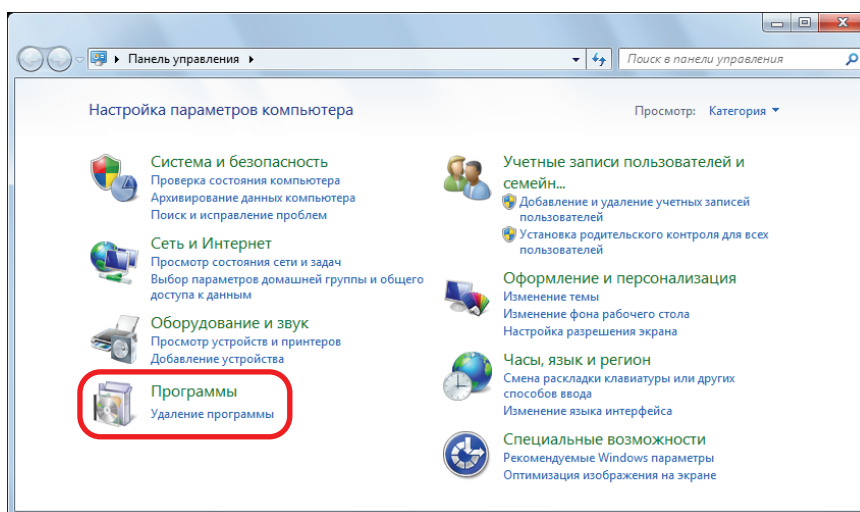 Панель управления
Поиск в панели управления
Настройка параметров компьютера
Просмотр: Категория
Система и безопасность
Проверка состояния компьютера
Архивирование данных компьютера
Поиск и исправление проблем
Сеть и Интернет
Просмотр состояния сети и задач
Выбор параметров домашней группы и общего
доступа к данным
Оборудование и звук
Просмотр устройств и принтеров
Добавление устройства
Программы
Удаление программы
Учетные записи пользователей и
семейн...
Добавление и удаление учетных записей
пользователей
Установка родительского контроля для всех
пользователей
Оформление и персонализация
Изменение темы
Изменение фона рабочего стола
Настройка разрешения экрана
Часы, язык и регион
Смена раскладки клавиатуры или других
способов ввода
Изменение языка интерфейса
Специальные возможности
Рекомендуемые Windows параметры
Оптимизация изображения на экране